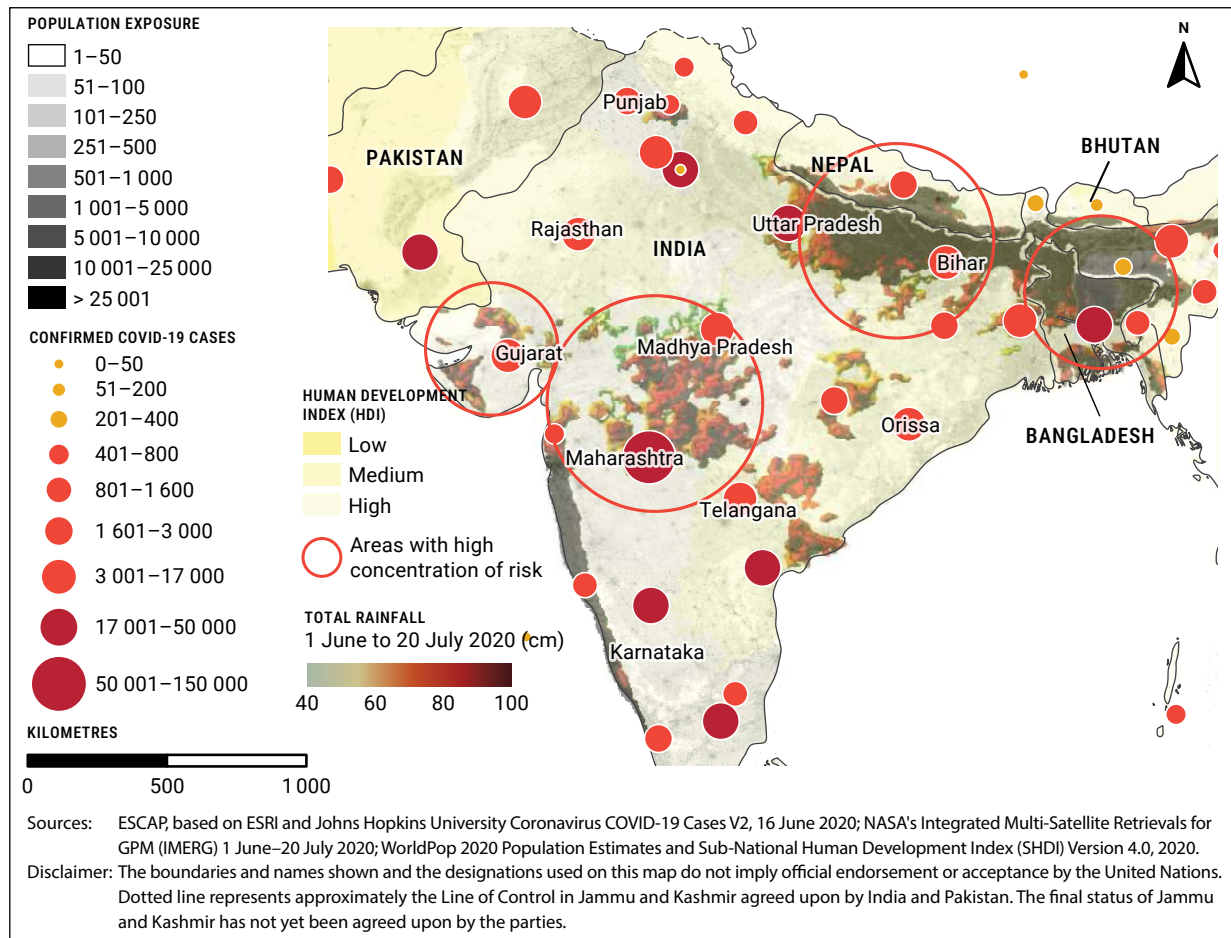 POPULATION EXPOSURE
1–50
51–100
101–250
251–500
501–1 000
1 001–5 000
5 001–10 000
10 001–25 000
> 25 001
CONFIRMED COVID-19 CASES
0–50
51–200
201–400
401–800
801–1 600
1 601–3 000
3 001–17 000
17 001–50 000
50 001–150 000
KILOMETRES
0 500 1 000
HUMAN DEVELOPMENT
INDEX (HDI)
Low
Medium
High
Areas with high
concentration of risk
TOTAL RAINFALL
1 June to 20 July 2020 (cm)
40 60 80 100
N
Punjab
PAKISTAN
NEPAL
BHUTAN
Rajasthan
INDIA
Uttar Pradesh
Bihar
Gujarat
Madhya Pradesh
Orissa
BANGLADESH
Maharashtra
Telangana
Karnataka
Sources: ESCAP, based on ESRI and Johns Hopkins University Coronavirus COVID-19 Cases V2, 16 June 2020; NASA's Integrated Multi-Satellite Retrievals for
GPM (IMERG) 1 June–20 July 2020; WorldPop 2020 Population Estimates and Sub-National Human Development Index (SHDI) Version 4.0, 2020.
Disclaimer: The boundaries and names shown and the designations used on this map do not imply official endorsement or acceptance by the United Nations.
Dotted line represents approximately the Line of Control in Jammu and Kashmir agreed upon by India and Pakistan. The final status of Jammu
and Kashmir has not yet been agreed upon by the parties.